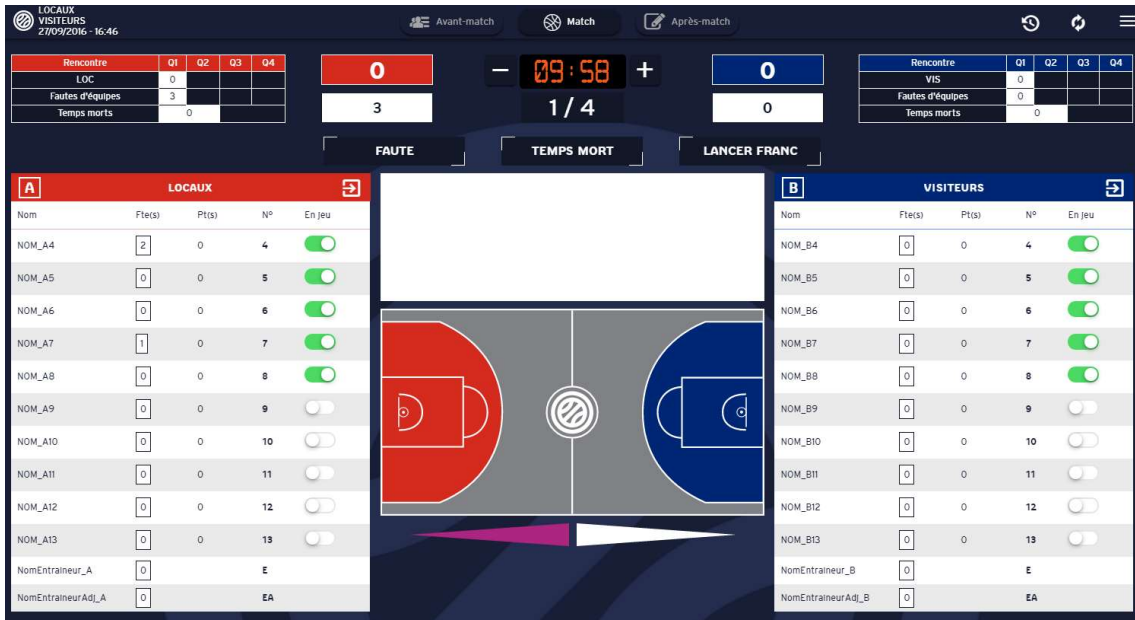 LOCAUX
VISITEURS
27/09/2016 - 16:46
Avant-match Match Après-match
Rencontre Q1 Q2 Q3 Q4
LOC 0
Fautes d'équipes 3
Temps morts 0
0
3
− 09:58 +
1 / 4
0
0
Rencontre Q1 Q2 Q3 Q4
VIS 0
Fautes d'équipes 0
Temps morts 0
FAUTE TEMPS MORT LANCER FRANC
A LOCAUX
Nom Fte(s) Pt(s) N° En jeu
NOM_A4 2 0 4
NOM_A5 0 0 5
NOM_A6 0 0 6
NOM_A7 1 0 7
NOM_A8 0 0 8
NOM_A9 0 0 9
NOM_A10 0 0 10
NOM_A11 0 0 11
NOM_A12 0 0 12
NOM_A13 0 0 13
NomEntraineur_A 0 E
NomEntraineurAdj_A 0 EA
B VISITEURS
Nom Fte(s) Pt(s) N° En jeu
NOM_B4 0 0 4
NOM_B5 0 0 5
NOM_B6 0 0 6
NOM_B7 0 0 7
NOM_B8 0 0 8
NOM_B9 0 0 9
NOM_B10 0 0 10
NOM_B11 0 0 11
NOM_B12 0 0 12
NOM_B13 0 0 13
NomEntraineur_B 0 E
NomEntraineurAdj_B 0 EA